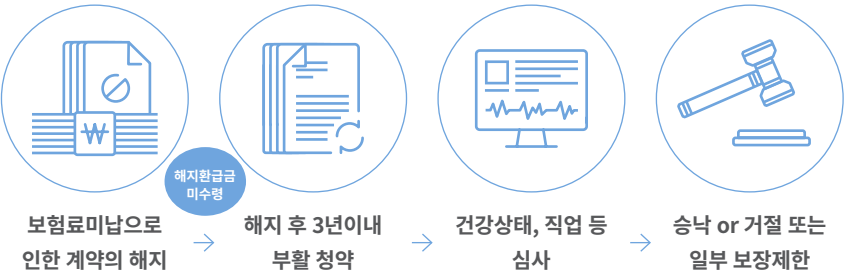 해지환급금
미수령
보험료미납으로
인한 계약의 해지
해지 후 3년이내
부활 청약
건강상태, 직업 등
심사
승낙 or 거절 또는
일부 보장제한